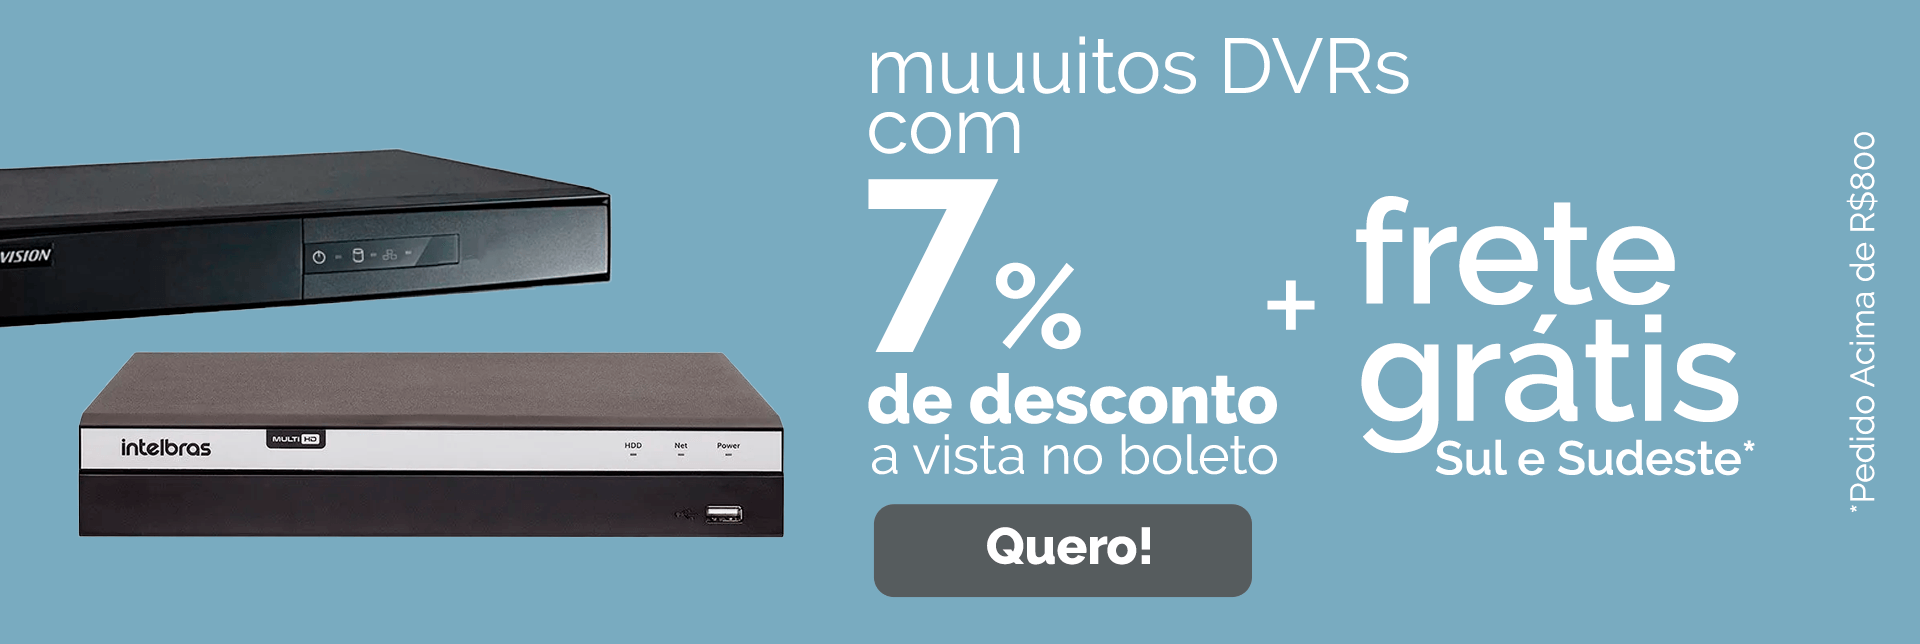 muuuitos DVRs
com
7%
de desconto
a vista no boleto
+
frete
grátis
Sul e Sudeste*
*Pedido Acima de R$800
Quero!
VISION
intelbras
MULTI HD
HDD Net Power